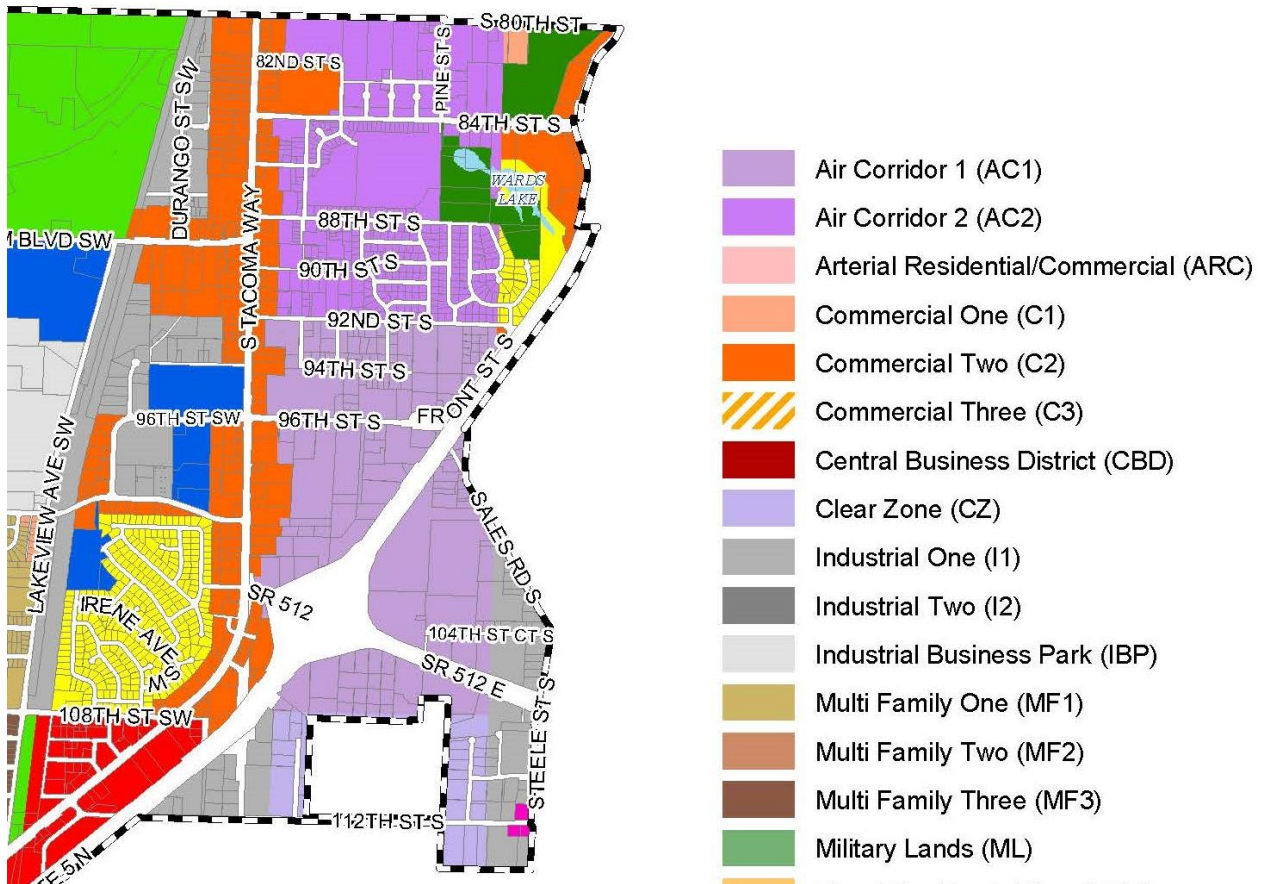 S 80TH ST
82ND ST S
PINE ST S
DURANGO ST SW
84TH ST S
WARDS
LAKE
S TACOMA WAY
88TH ST S
BLVD SW
90TH ST S
92ND ST S
94TH ST S
FRONT ST S
96TH ST SW
96TH ST S
LAKEVIEW AVE SW
SALES RD S
SR 512
IRENE AVE SW
104TH ST CT S
SR 512 E
108TH ST SW
STEELE ST S
112TH ST S
5 N
Air Corridor 1 (AC1)
Air Corridor 2 (AC2)
Arterial Residential/Commercial (ARC)
Commercial One (C1)
Commercial Two (C2)
Commercial Three (C3)
Central Business District (CBD)
Clear Zone (CZ)
Industrial One (I1)
Industrial Two (I2)
Industrial Business Park (IBP)
Multi Family One (MF1)
Multi Family Two (MF2)
Multi Family Three (MF3)
Military Lands (ML)